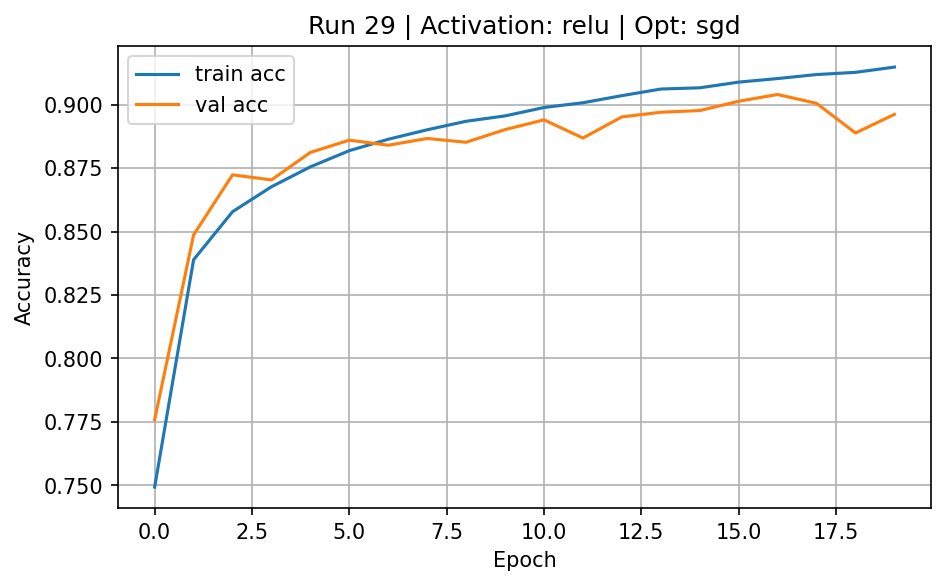 Run 29 | Activation: relu | Opt: sgd
train acc
val acc
0.900
0.875
0.850
0.825
0.800
0.775
0.750
Accuracy
0.0 2.5 5.0 7.5 10.0 12.5 15.0 17.5
Epoch